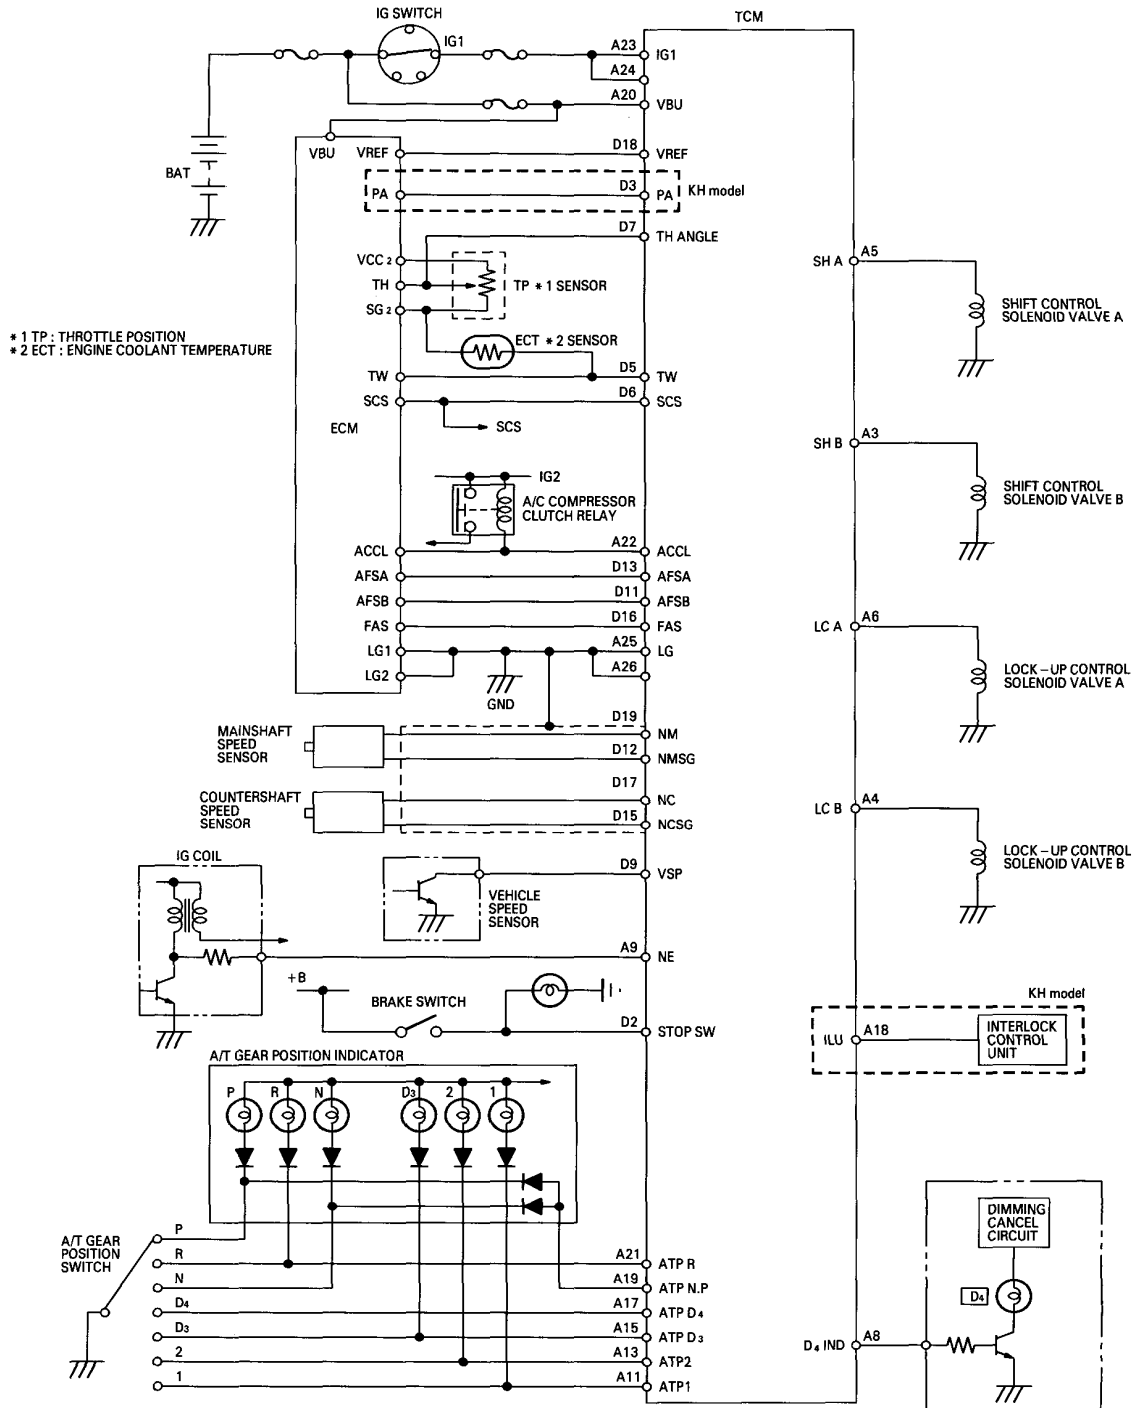 IG SWITCH
TCM
IG1
A23
IG1
A24
A20
VBU
VBU
VREF
D18
VREF
BAT
PA
D3
PA
KH model
D7
TH ANGLE
VCC 2
TH
TP * 1 SENSOR
SG 2
* 1 TP : THROTTLE POSITION
* 2 ECT : ENGINE COOLANT TEMPERATURE
ECT * 2 SENSOR
TW
D5
TW
SCS
D6
SCS
SCS
ECM
IG2
A/C COMPRESSOR
CLUTCH RELAY
ACCL
A22
ACCL
AFSA
D13
AFSA
AFSB
D11
AFSB
FAS
D16
FAS
LG1
A25
LG
LG2
A26
GND
MAINSHAFT
SPEED
SENSOR
D19
NM
D12
NMSG
COUNTERSHAFT
SPEED
SENSOR
D17
NC
D15
NCSG
IG COIL
D9
VSP
VEHICLE
SPEED
SENSOR
A9
NE
+B
BRAKE SWITCH
D2
STOP SW
A/T GEAR POSITION INDICATOR
P
R
N
D3
2
1
A/T GEAR
POSITION
SWITCH
P
R
A21
ATP R
N
A19
ATP N.P
D4
A17
ATP D4
D3
A15
ATP D3
2
A13
ATP2
1
A11
ATP1
SH A
A5
SHIFT CONTROL
SOLENOID VALVE A
SH B
A3
SHIFT CONTROL
SOLENOID VALVE B
LC A
A6
LOCK-UP CONTROL
SOLENOID VALVE A
LC B
A4
LOCK-UP CONTROL
SOLENOID VALVE B
KH model
ILU
A18
INTERLOCK
CONTROL
UNIT
DIMMING
CANCEL
CIRCUIT
D4
D4 IND
A8